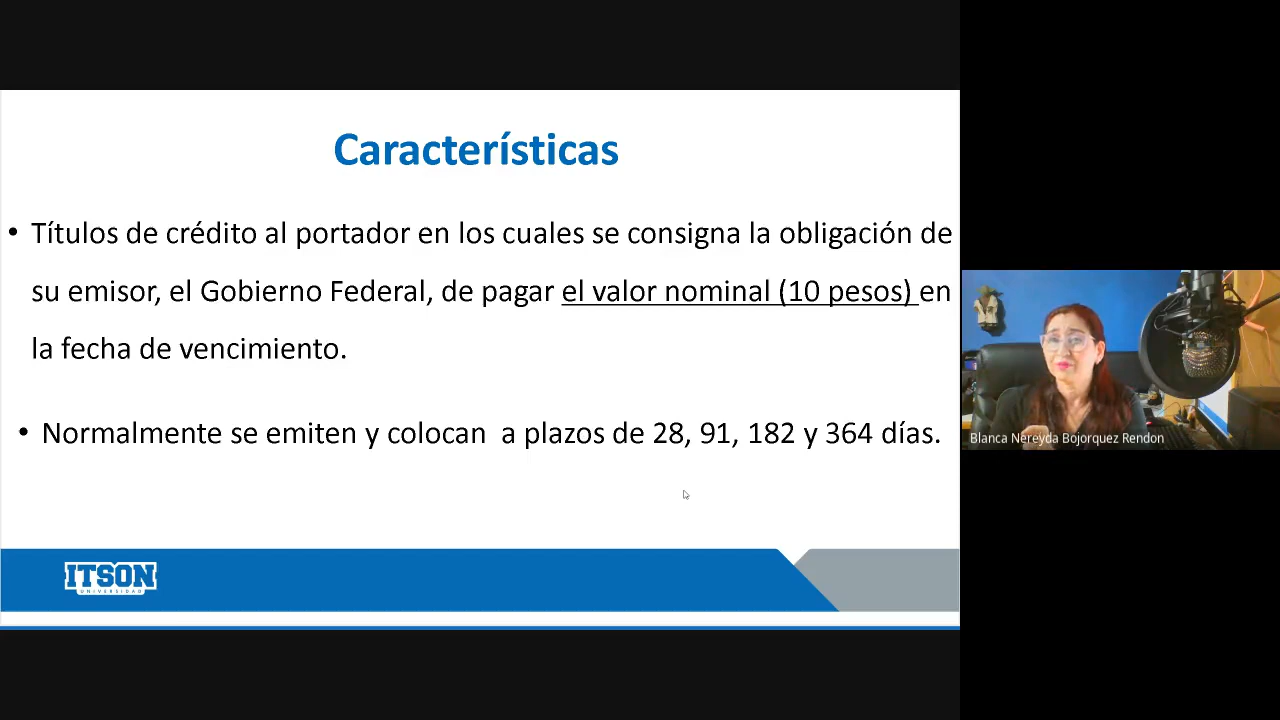 Características
• Títulos de crédito al portador en los cuales se consigna la obligación de
su emisor, el Gobierno Federal, de pagar el valor nominal (10 pesos) en
la fecha de vencimiento.
• Normalmente se emiten y colocan a plazos de 28, 91, 182 y 364 días.
Blanca Nereyda Bojorquez Rendon
ITSON
UNIVERSIDAD